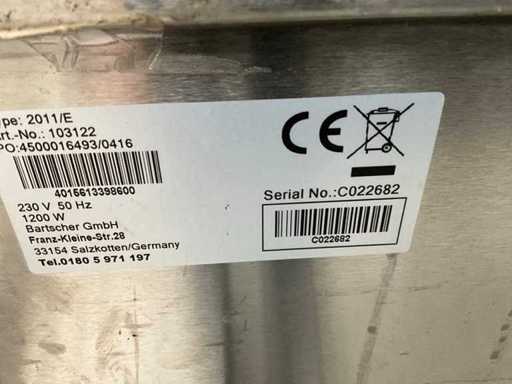 ype: 2011/E
rt.-No.: 103122
PO:4500016493/0416
4015613398600
230 V 50 Hz
1200 W
Bartscher GmbH
Franz-Kleine-Str.28
33154 Salzkotten/Germany
Tel.0180 5 971 197
CE
Serial No.:C022682
C022682